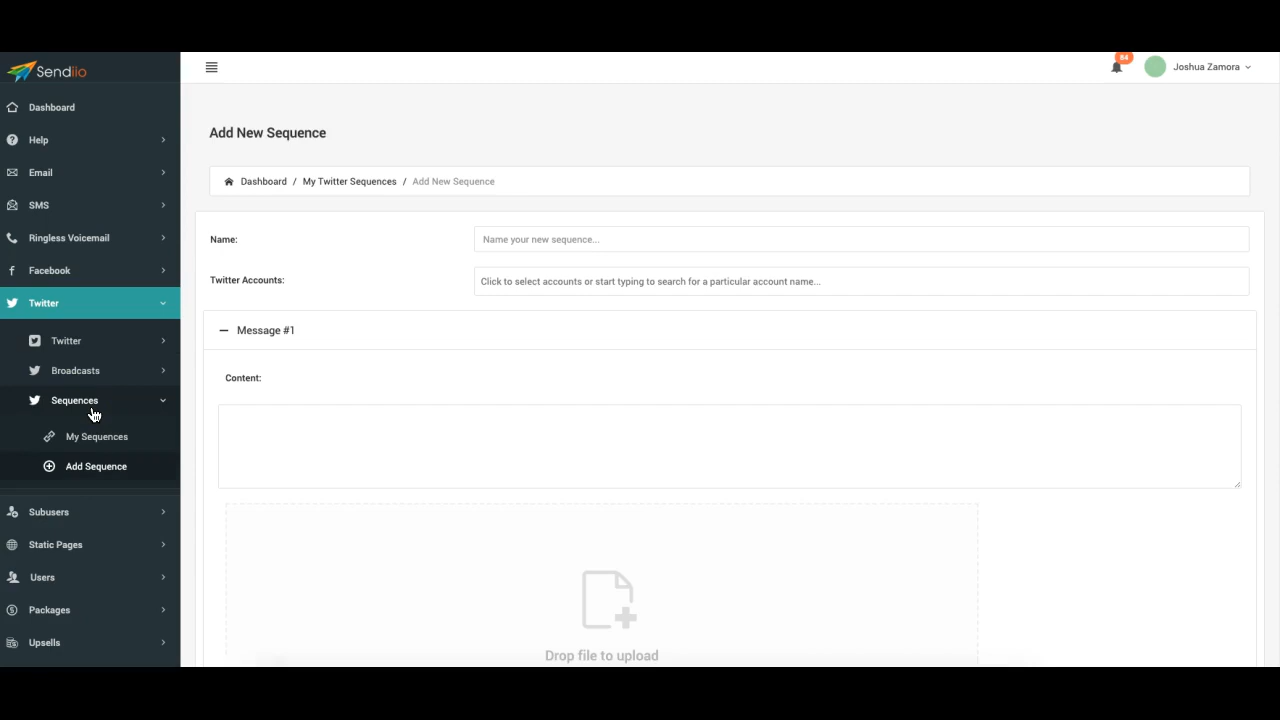 Sendiio
64
Joshua Zamora
Dashboard
Help
Email
SMS
Ringless Voicemail
Facebook
Twitter
Twitter
Broadcasts
Sequences
My Sequences
Add Sequence
Subusers
Static Pages
Users
Packages
Upsells
Add New Sequence
Dashboard / My Twitter Sequences / Add New Sequence
Name: Name your new sequence...
Twitter Accounts: Click to select accounts or start typing to search for a particular account name...
Message #1
Content:
Drop file to upload